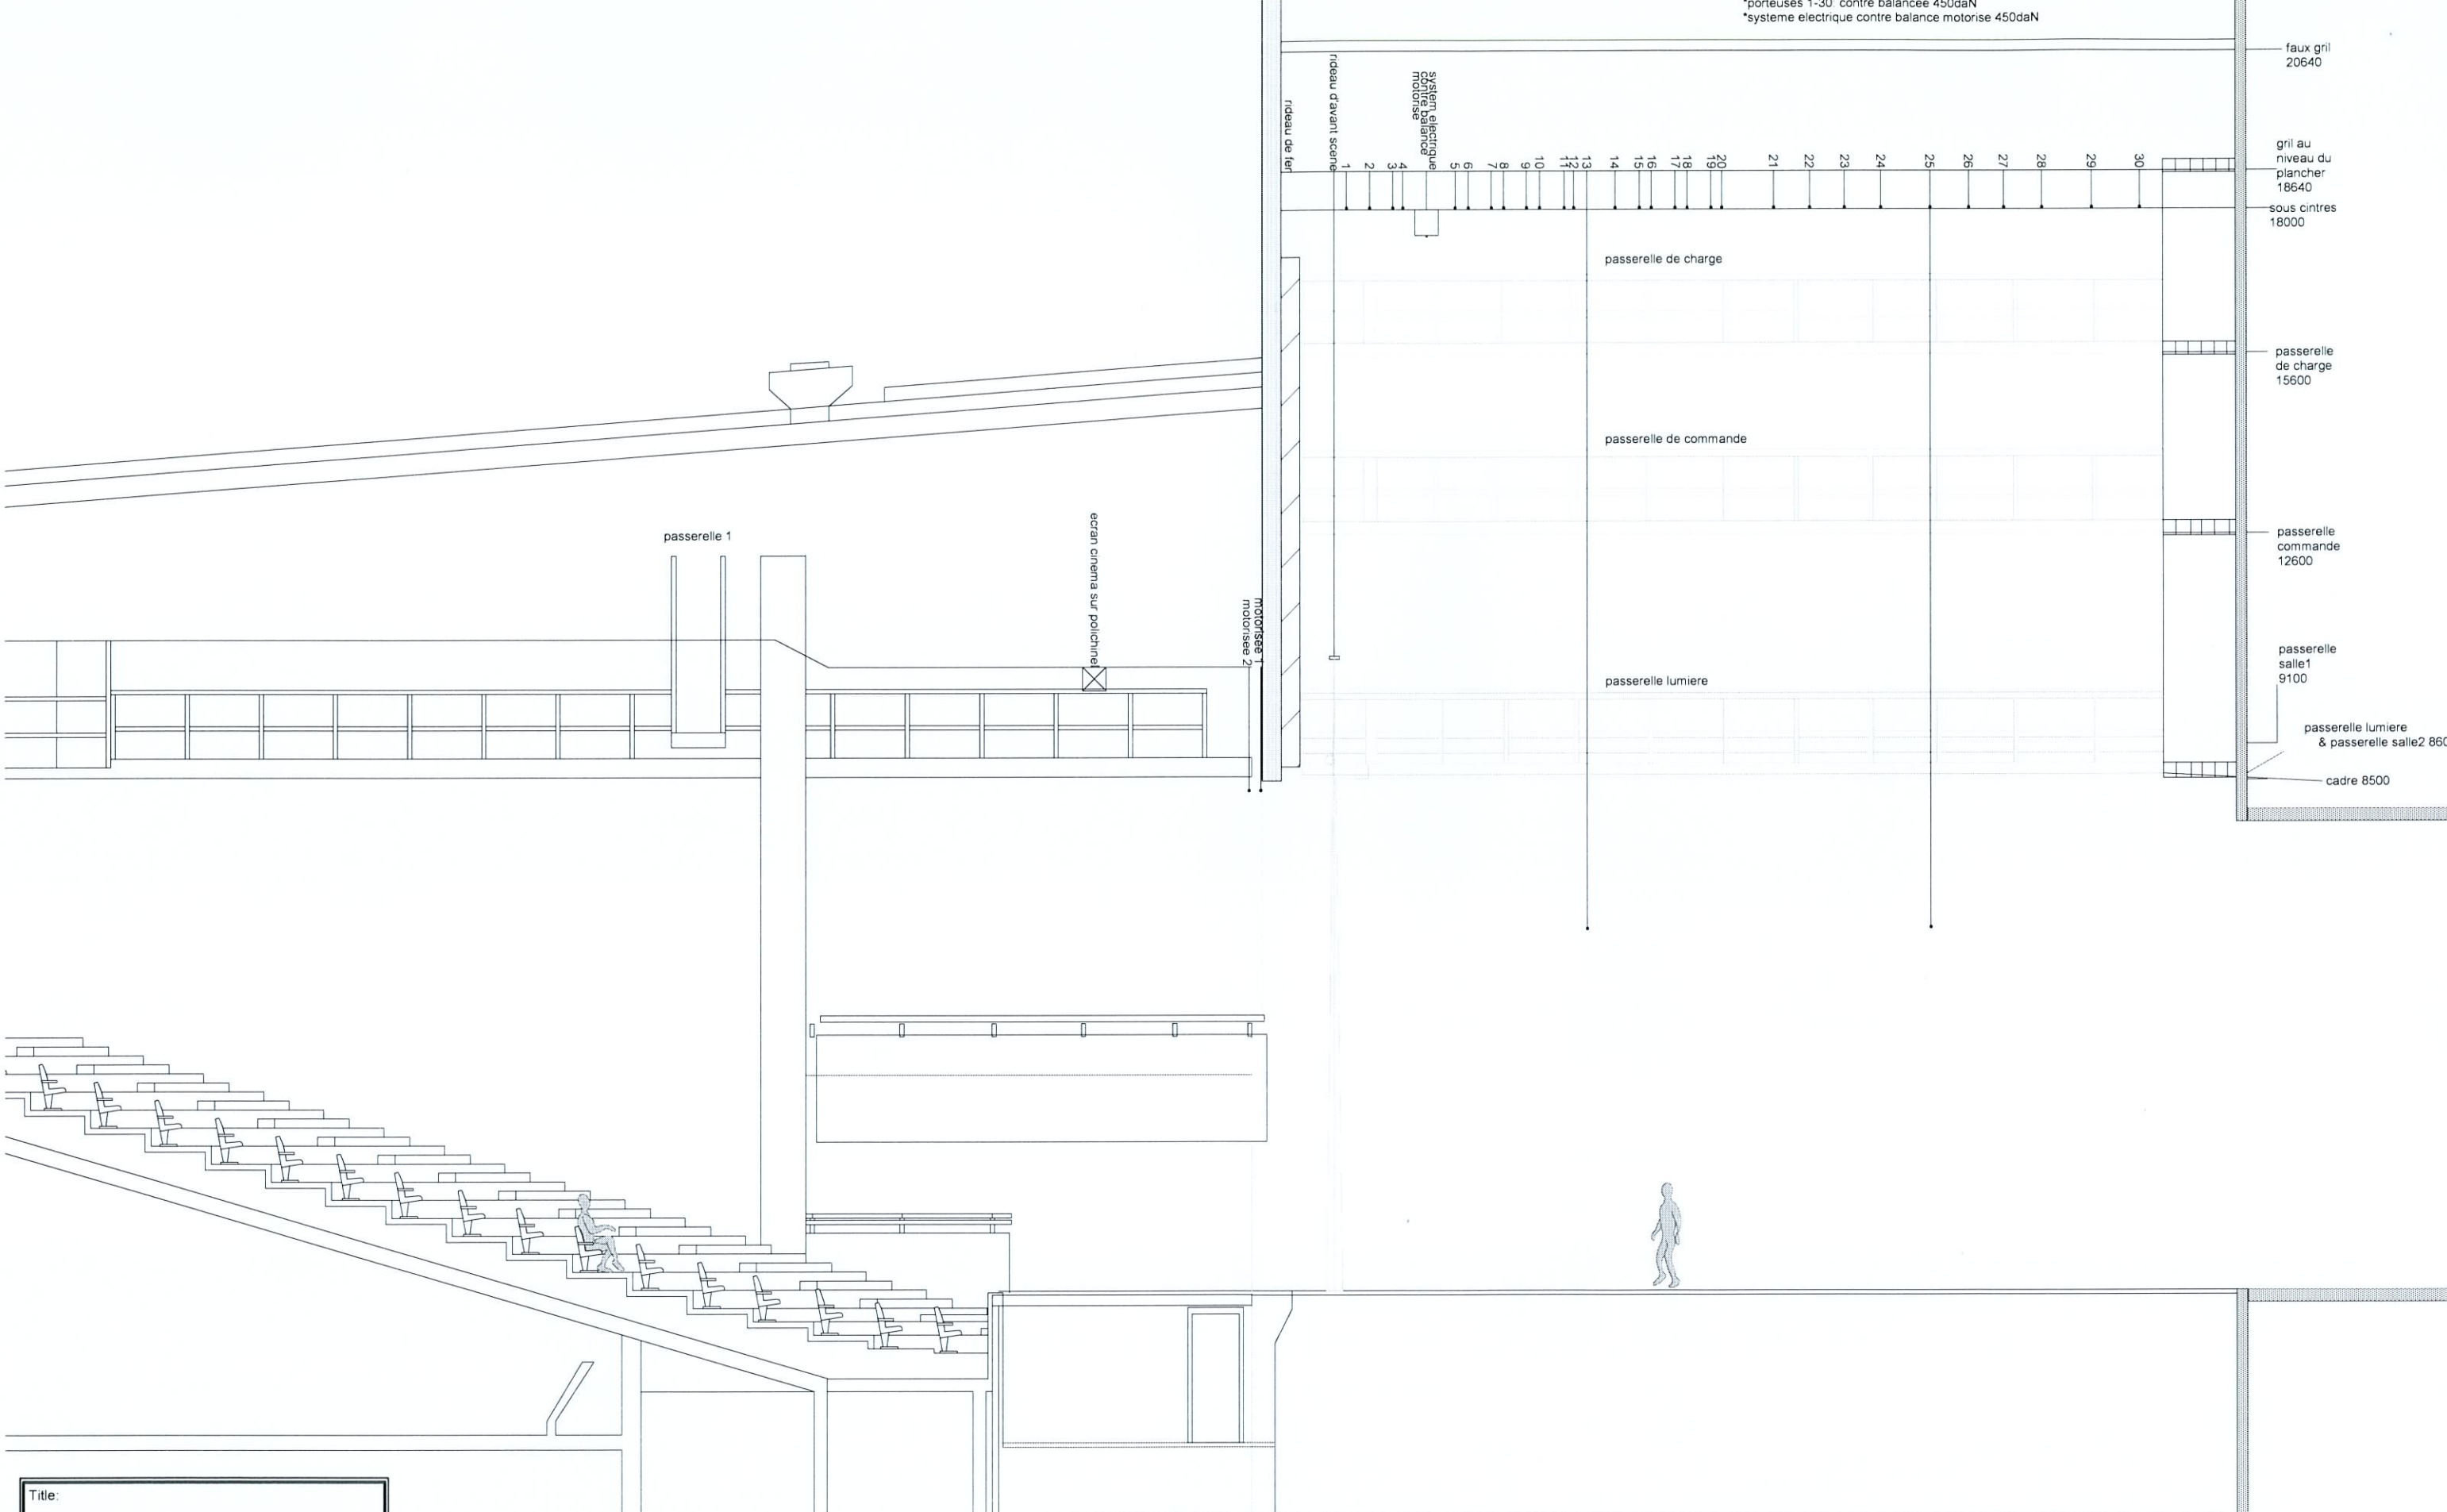 *porteuses 1-30: contre balancée 450daN
*systeme electrique contre balance motorise 450daN
faux gril
20640
rideau de fer
rideau d'avant scene
system electrique
contre balance
motorise
1 2 3 4 5 6 7 8 9 10 11 12 13 14 15 16 17 18 19 20 21 22 23 24 25 26 27 28 29 30
gril au
niveau du
plancher
18640
sous cintres
18000
passerelle de charge
passerelle
de charge
15600
passerelle de commande
passerelle
commande
12600
passerelle 1
ecran cinema sur polichinel
motorisee 1
motorisee 2
passerelle
salle1
9100
passerelle lumiere
passerelle lumiere
& passerelle salle2 860
cadre 8500
Title: